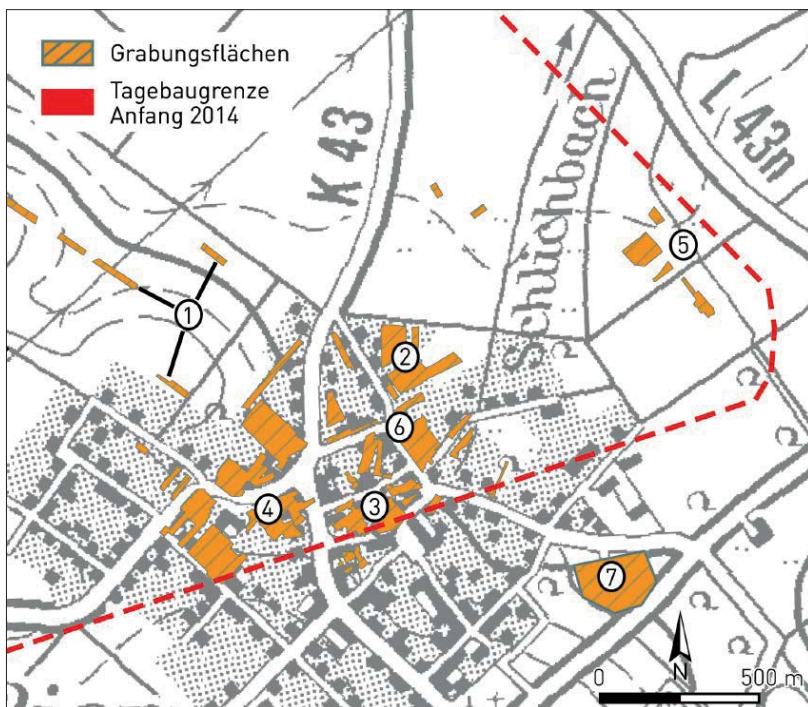 Grabungsflächen
Tagebaugrenze
Anfang 2014
K 43
Schlichbach
L 43n
5
1
2
6
3
4
7
N
0 500 m